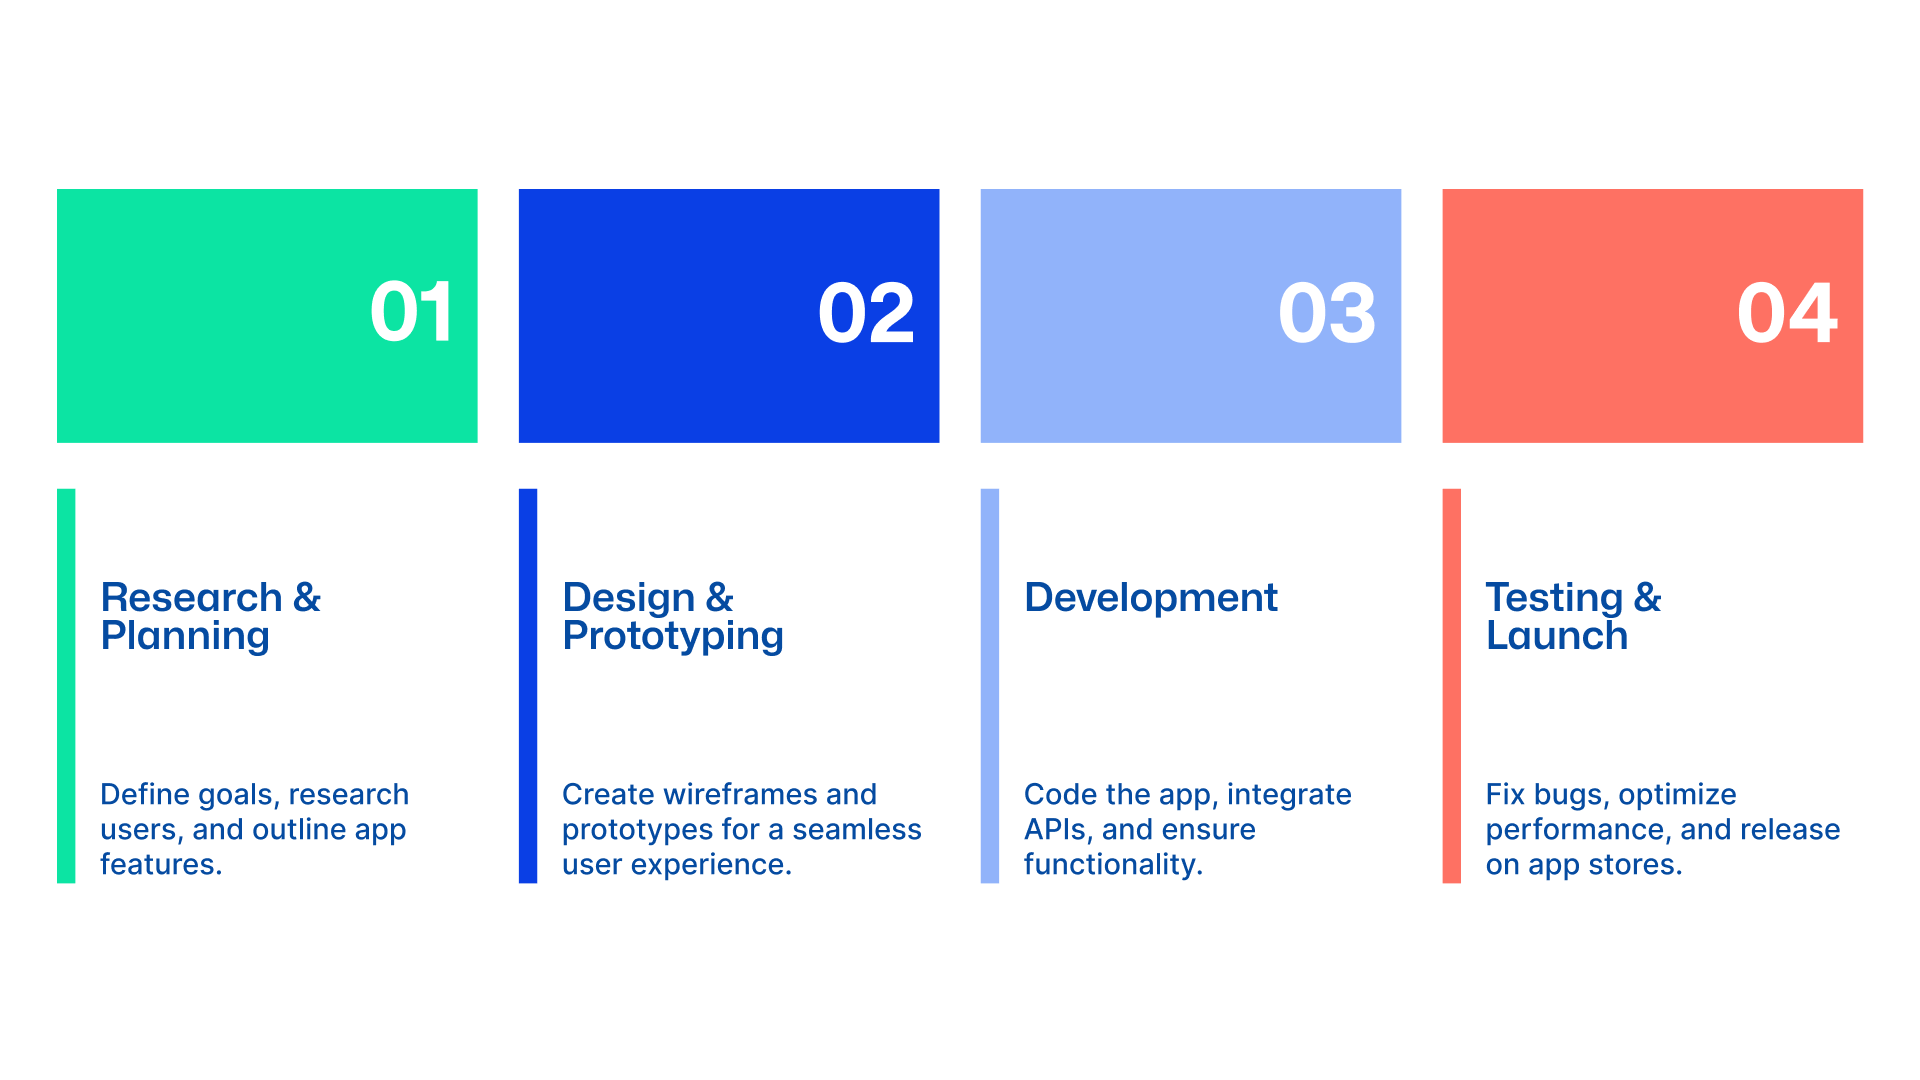 01
02
03
04
Research &
Planning
Define goals, research
users, and outline app
features.
Design &
Prototyping
Create wireframes and
prototypes for a seamless
user experience.
Development
Code the app, integrate
APIs, and ensure
functionality.
Testing &
Launch
Fix bugs, optimize
performance, and release
on app stores.